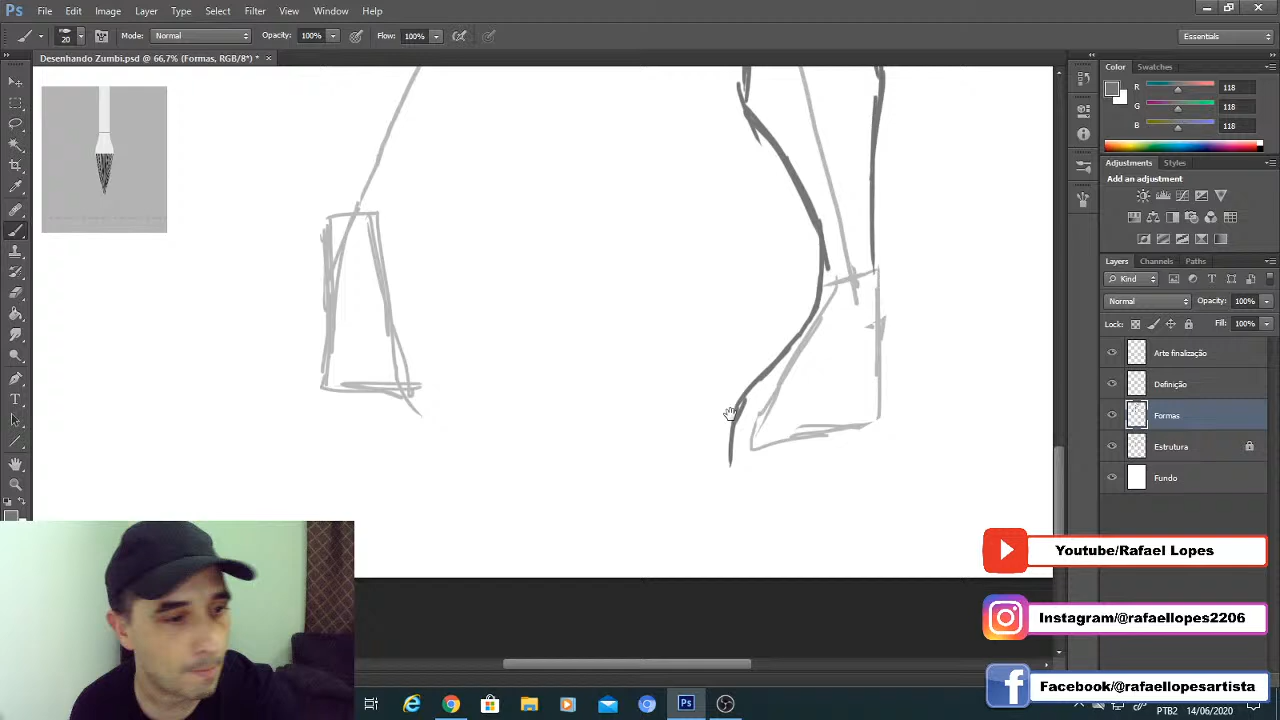 Ps File Edit Image Layer Type Select Filter View Window Help
20 Mode: Normal Opacity: 100% Flow: 100% Essentials
Desenhando Zumbi.psd @ 66,7% (Formas, RGB/8*) * ×
Color Swatches
R 118
G 118
B 118
Adjustments Styles
Add an adjustment
Layers Channels Paths
Kind
Normal Opacity: 100%
Lock: Fill: 100%
Arte finalização
Definição
Formas
Estrutura
Fundo
Youtube/Rafael Lopes
Instagram/@rafaellopes2206
Facebook/@rafaellopesartista
Ps PTB2 14/06/2020